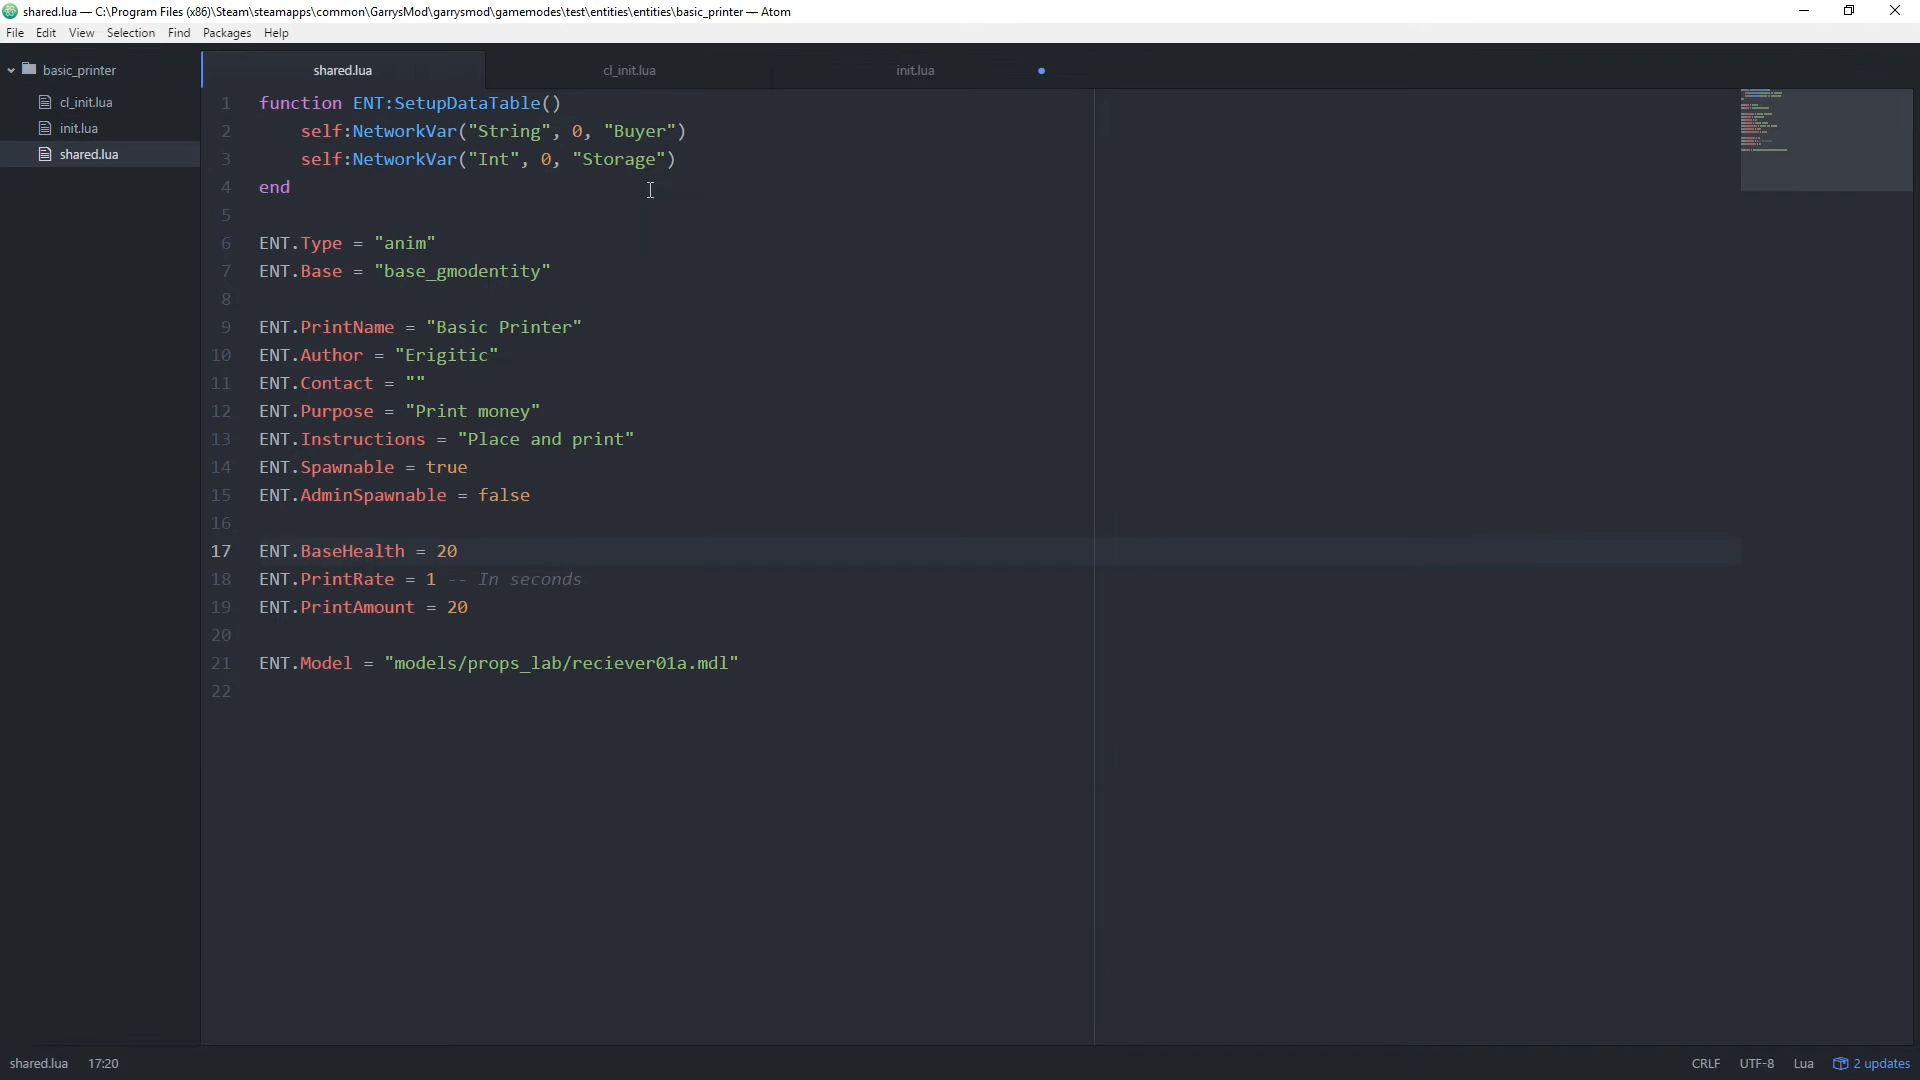 shared.lua — C:\Program Files (x86)\Steam\steamapps\common\GarrysMod\garrysmod\gamemodes\test\entities\entities\basic_printer — Atom
File Edit View Selection Find Packages Help
basic_printer
cl_init.lua
init.lua
shared.lua
shared.lua cl_init.lua init.lua
1 function ENT:SetupDataTable()
2 self:NetworkVar("String", 0, "Buyer")
3 self:NetworkVar("Int", 0, "Storage")
4 end
5
6 ENT.Type = "anim"
7 ENT.Base = "base_gmodentity"
8
9 ENT.PrintName = "Basic Printer"
10 ENT.Author = "Erigitic"
11 ENT.Contact = ""
12 ENT.Purpose = "Print money"
13 ENT.Instructions = "Place and print"
14 ENT.Spawnable = true
15 ENT.AdminSpawnable = false
16
17 ENT.BaseHealth = 20
18 ENT.PrintRate = 1 -- In seconds
19 ENT.PrintAmount = 20
20
21 ENT.Model = "models/props_lab/reciever01a.mdl"
22
shared.lua 17:20 CRLF UTF-8 Lua 2 updates